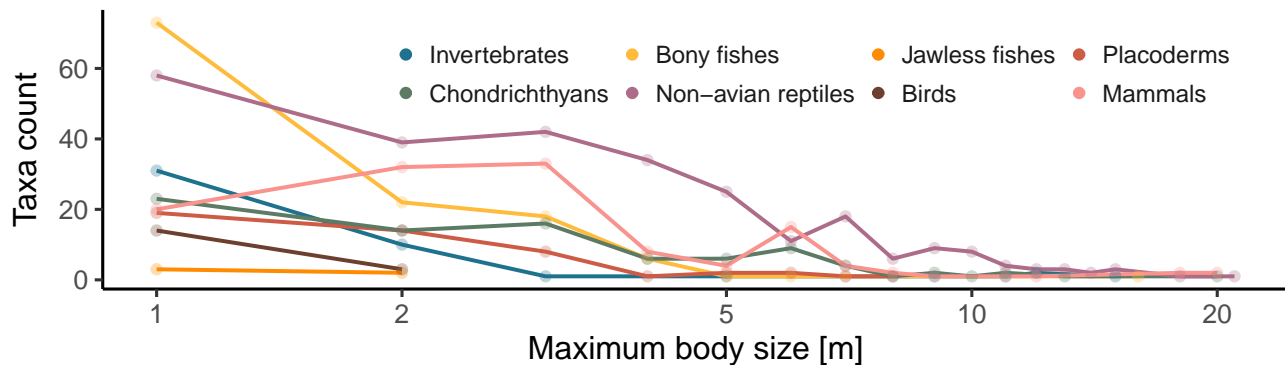 Taxa count
60
40
20
0
Invertebrates Bony fishes Jawless fishes Placoderms
Chondrichthyans Non−avian reptiles Birds Mammals
1 2 5 10 20
Maximum body size [m]